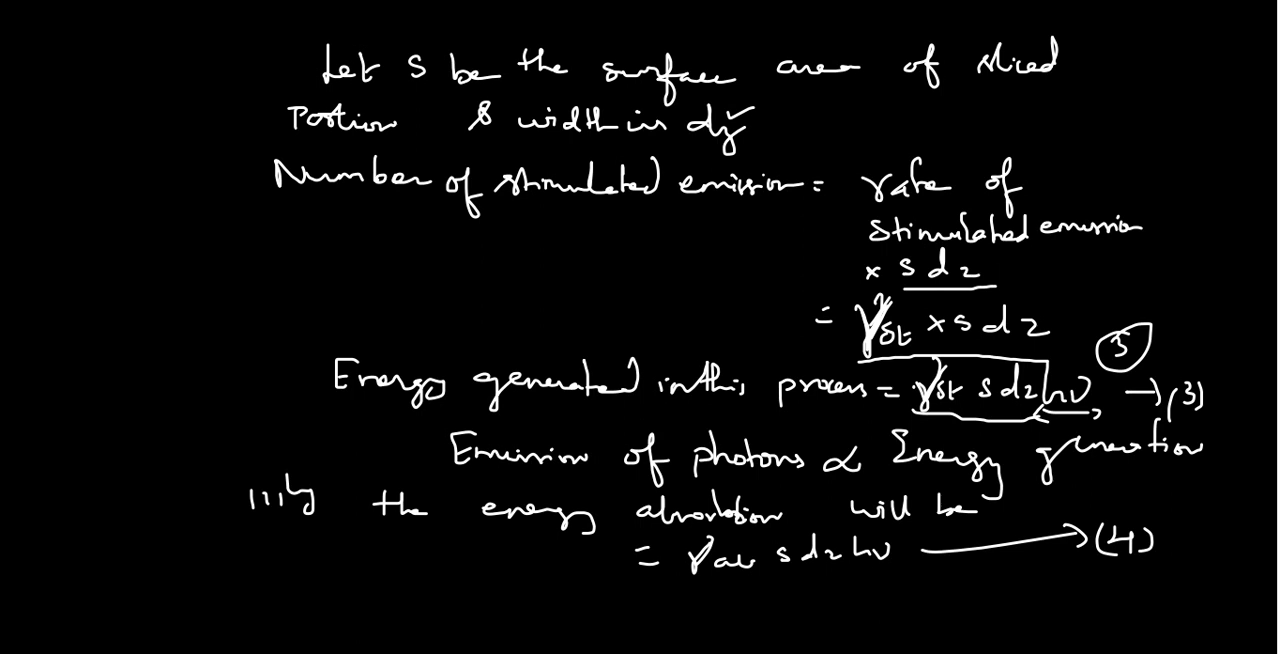 Let S be the surface area of sliced
Portion & width is dz
Number of stimulated emission = rate of
stimulated emission
x s dz
= γst x s dz
5
Energy generated in this process = γst s dz hν → (3)
Emission of photons ∝ Energy generation
lllly the energy absorbtion will be
= γab s dz hν → (4)